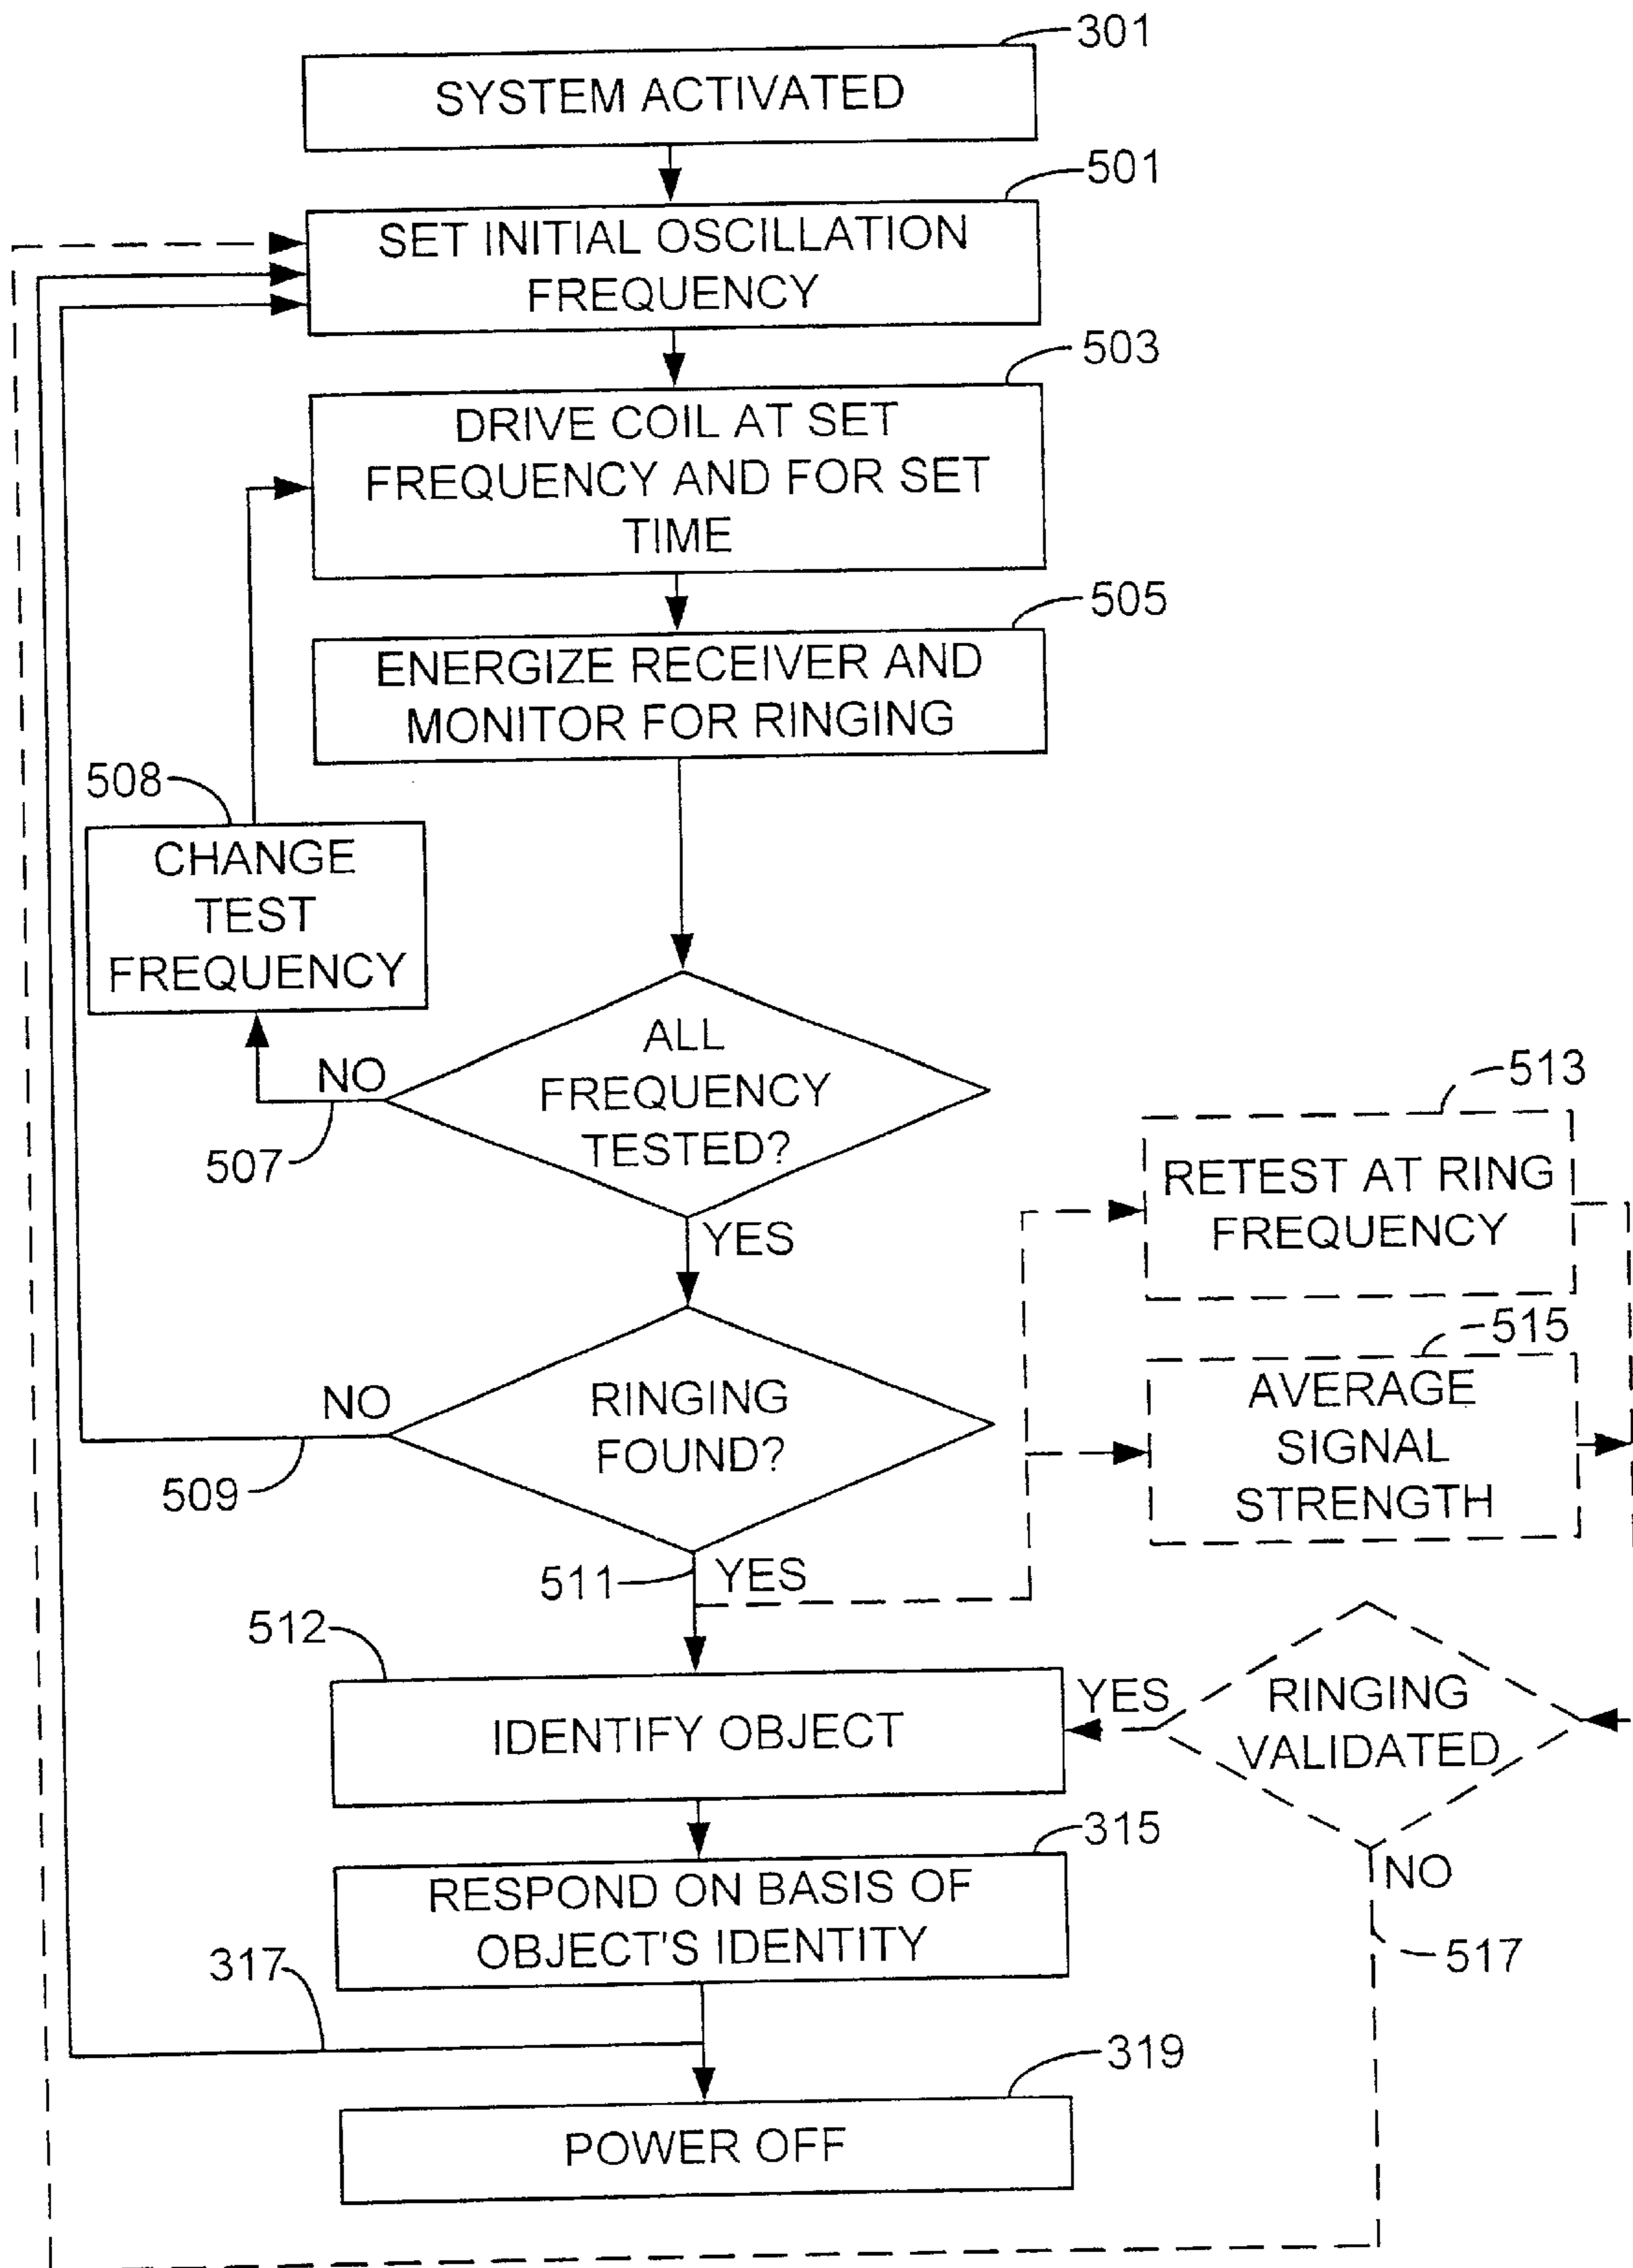 301
SYSTEM ACTIVATED
501
SET INITIAL OSCILLATION
FREQUENCY
503
DRIVE COIL AT SET
FREQUENCY AND FOR SET
TIME
505
ENERGIZE RECEIVER AND
MONITOR FOR RINGING
508
CHANGE
TEST
FREQUENCY
ALL
FREQUENCY
TESTED?
NO
507
YES
513
RETEST AT RING
FREQUENCY
515
AVERAGE
SIGNAL
STRENGTH
RINGING
FOUND?
NO
509
511
YES
512
IDENTIFY OBJECT
YES
RINGING
VALIDATED
NO
517
315
RESPOND ON BASIS OF
OBJECT'S IDENTITY
317
319
POWER OFF